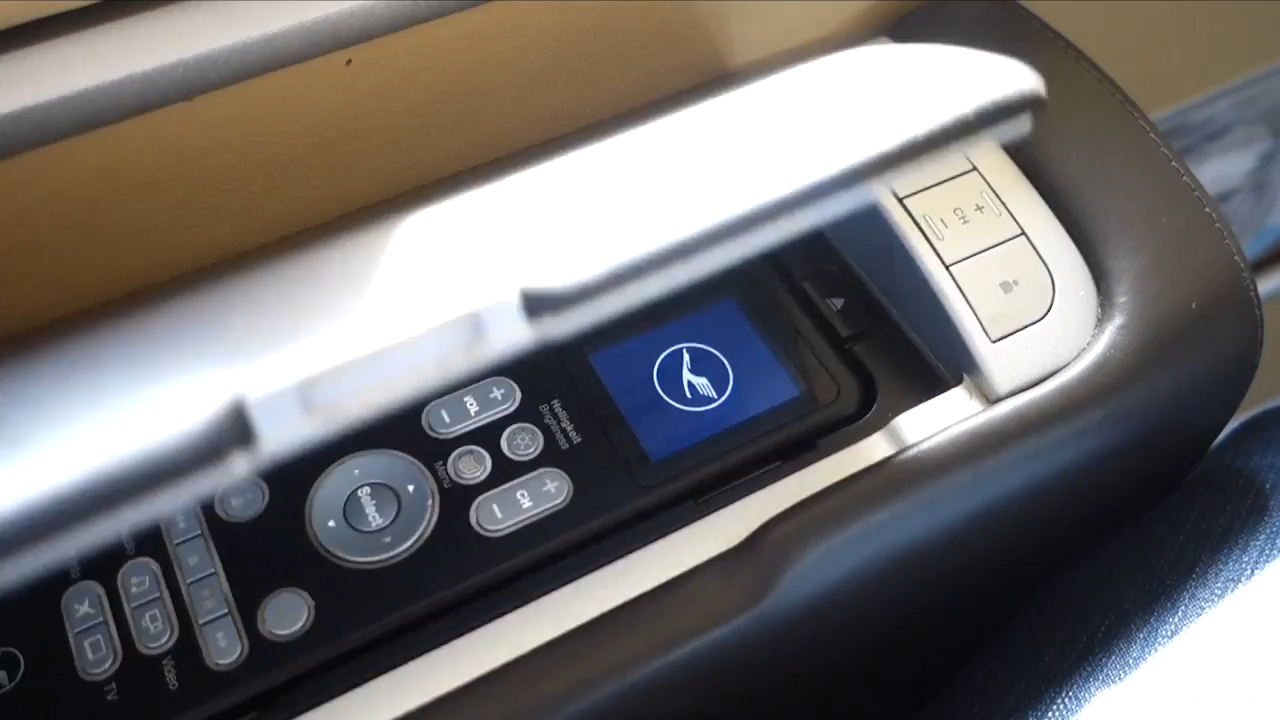 +
CH
−
+
VOL
−
Helligkeit
Brightness
Menu
+
CH
−
Select
Video
TV